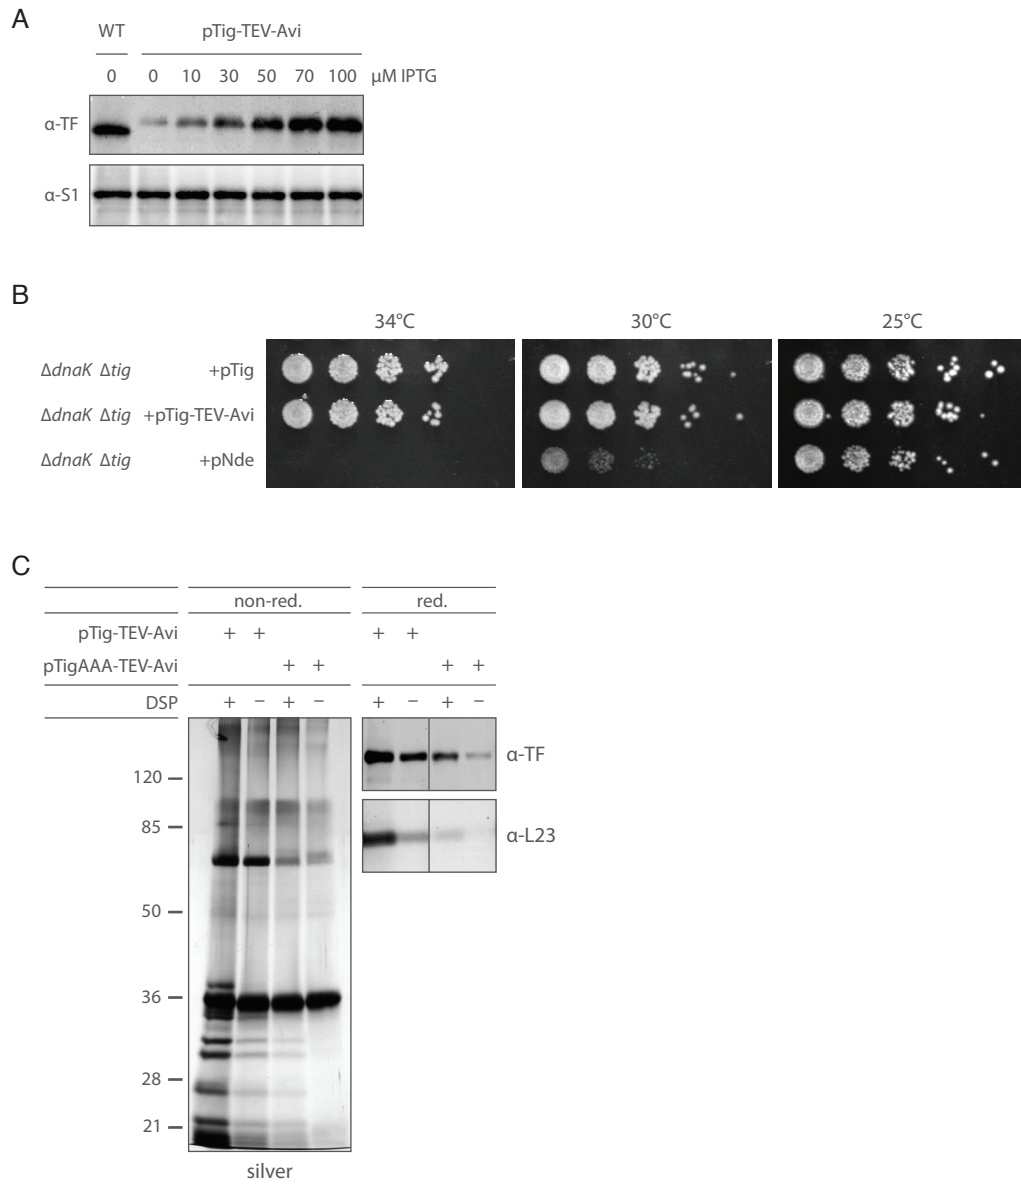 A
WT pTig-TEV-Avi
0 0 10 30 50 70 100 µM IPTG
α-TF
α-S1
B
34°C 30°C 25°C
ΔdnaK Δtig +pTig
ΔdnaK Δtig +pTig-TEV-Avi
ΔdnaK Δtig +pNde
C
non-red. red.
pTig-TEV-Avi + + + +
pTigAAA-TEV-Avi + + + +
DSP + − + − + − + −
α-TF
120
85
α-L23
50
36
28
21
silver